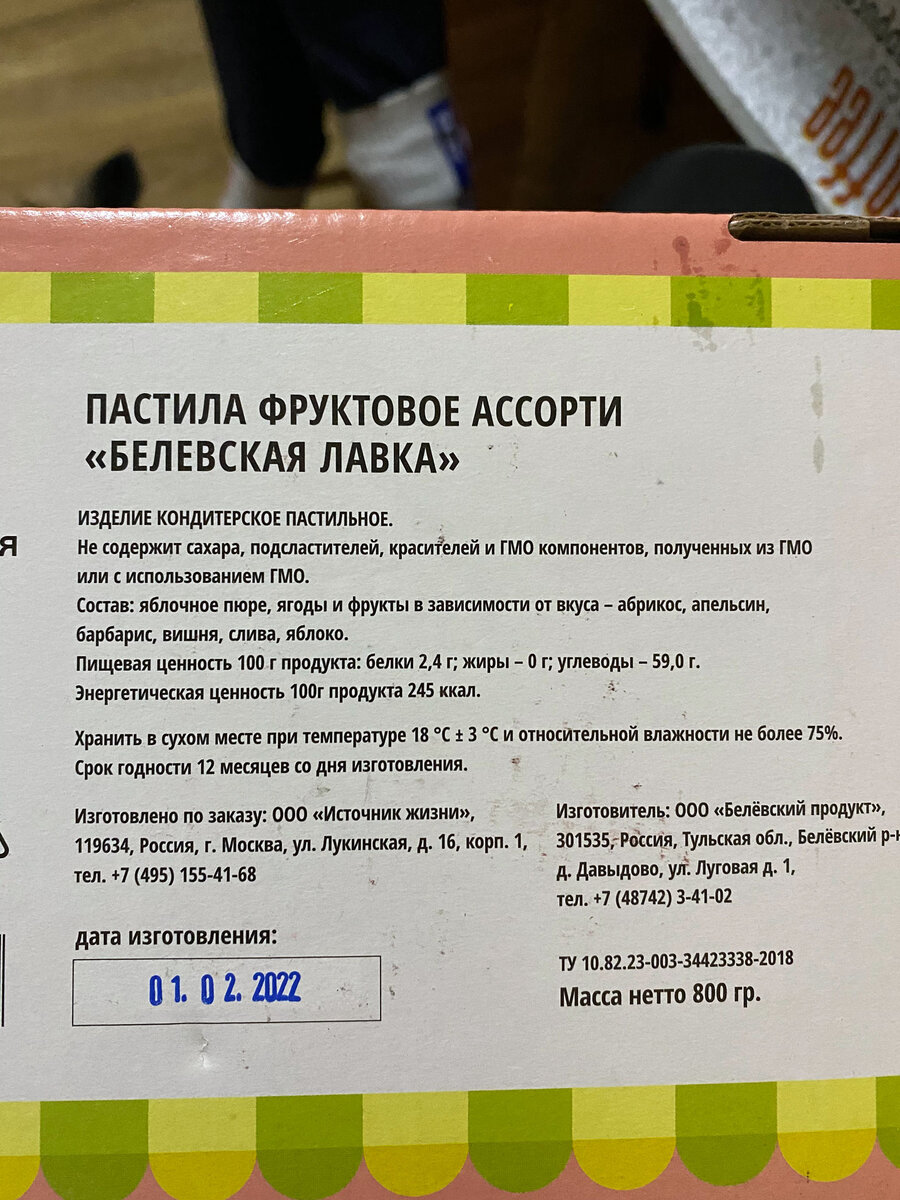 ПАСТИЛА ФРУКТОВОЕ АССОРТИ
«БЕЛЕВСКАЯ ЛАВКА»
ИЗДЕЛИЕ КОНДИТЕРСКОЕ ПАСТИЛЬНОЕ.
Не содержит сахара, подсластителей, красителей и ГМО компонентов, полученных из ГМО
или с использованием ГМО.
Состав: яблочное пюре, ягоды и фрукты в зависимости от вкуса – абрикос, апельсин,
барбарис, вишня, слива, яблоко.
Пищевая ценность 100 г продукта: белки 2,4 г; жиры – 0 г; углеводы – 59,0 г.
Энергетическая ценность 100г продукта 245 ккал.
Хранить в сухом месте при температуре 18 °C ± 3 °C и относительной влажности не более 75%.
Срок годности 12 месяцев со дня изготовления.
Изготовлено по заказу: ООО «Источник жизни»,
119634, Россия, г. Москва, ул. Лукинская, д. 16, корп. 1,
тел. +7 (495) 155-41-68
Изготовитель: ООО «Белёвский продукт»,
301535, Россия, Тульская обл., Белёвский р-н
д. Давыдово, ул. Луговая д. 1,
тел. +7 (48742) 3-41-02
дата изготовления:
01. 02. 2022
ТУ 10.82.23-003-34423338-2018
Масса нетто 800 гр.